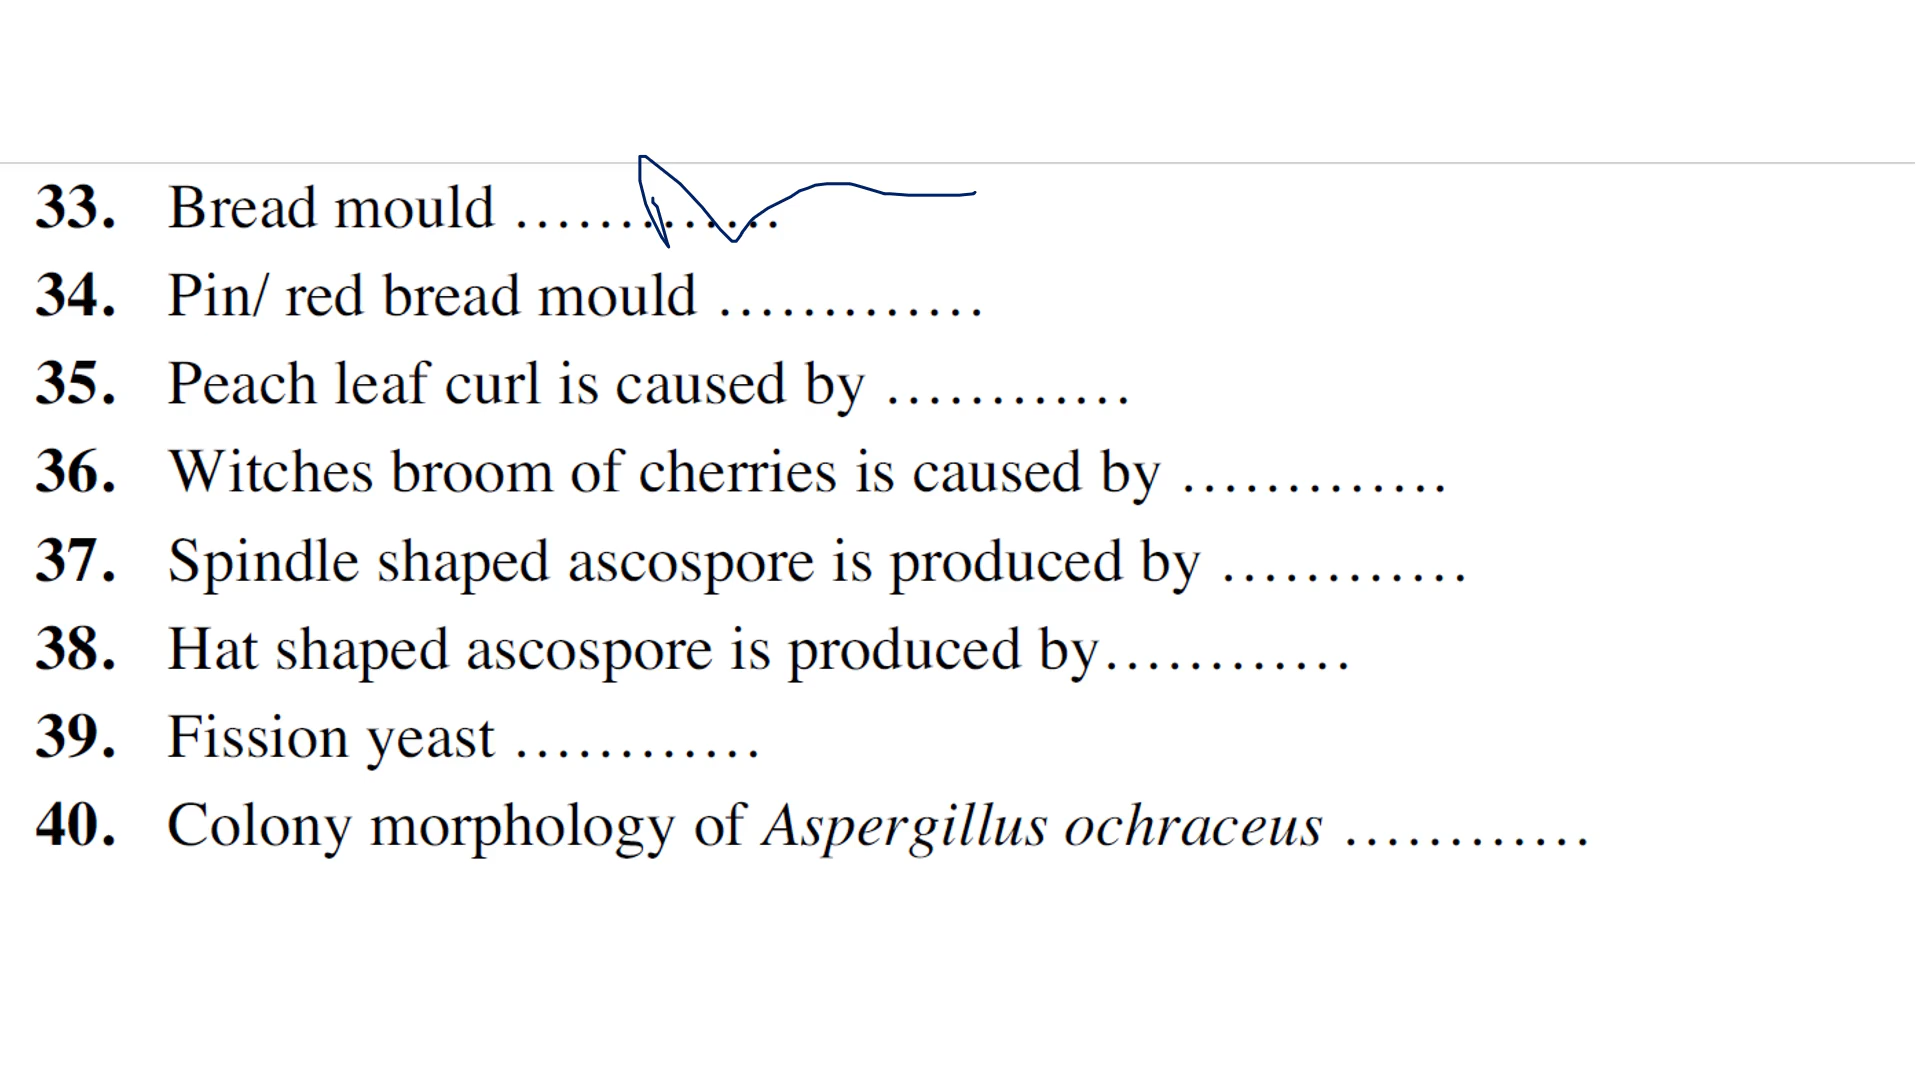 33. Bread mould .............
34. Pin/ red bread mould .............
35. Peach leaf curl is caused by ............
36. Witches broom of cherries is caused by .............
37. Spindle shaped ascospore is produced by ............
38. Hat shaped ascospore is produced by............
39. Fission yeast ............
40. Colony morphology of Aspergillus ochraceus ............